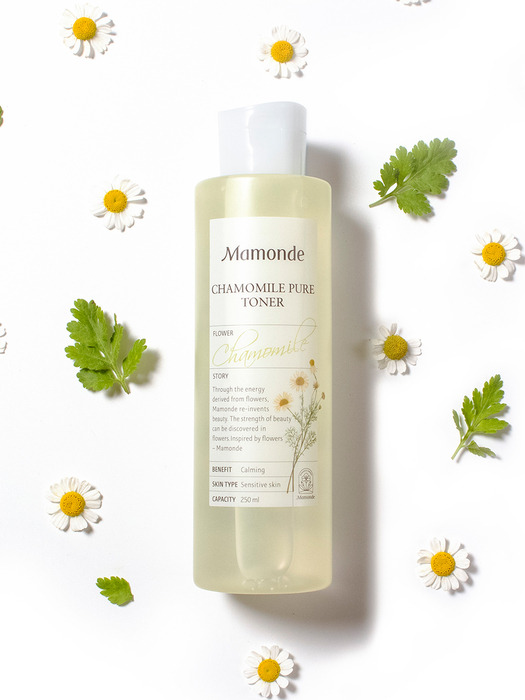 Mamonde
CHAMOMILE PURE
TONER
FLOWER
Chamomile
STORY
Through the energy
derived from flowers,
Mamonde re-invents
beauty. The strength of beauty
can be discovered in
flowers.Inspired by flowers
– Mamonde
BENEFIT Calming
SKIN TYPE Sensitive skin
CAPACITY 250 ml
Mamonde